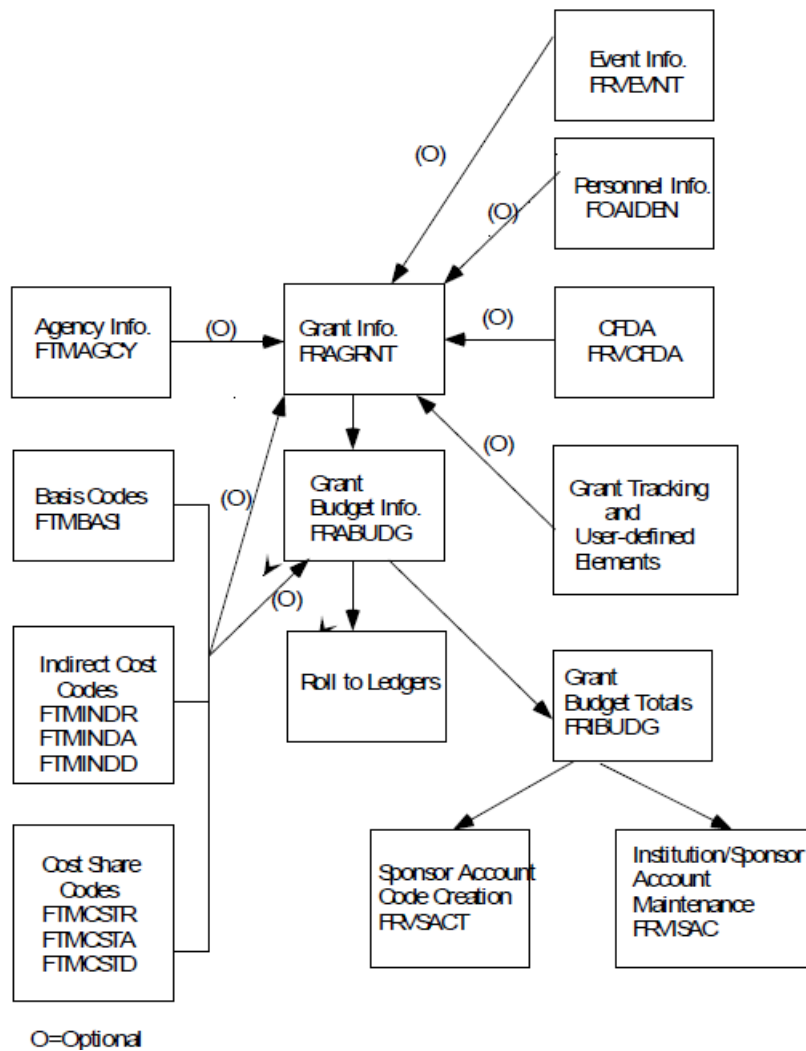 Event Info.
FRVEVNT
(O)
Personnel Info.
FOAIDEN
(O)
Agency Info.
FTMAGCY
(O)
Grant Info.
FRAGRNT
(O)
CFDA
FRVCFDA
(O)
Basis Codes
FTMBASI
(O)
Grant
Budget Info.
FRABUDG
Grant Tracking
and
User-defined
Elements
(O)
Indirect Cost
Codes
FTMINDR
FTMINDA
FTMINDD
Roll to Ledgers
Grant
Budget Totals
FRIBUDG
Cost Share
Codes
FTMCSTR
FTMCSTA
FTMCSTD
Sponsor Account
Code Creation
FRVSACT
Institution/Sponsor
Account
Maintenance
FRVISAC
O=Optional